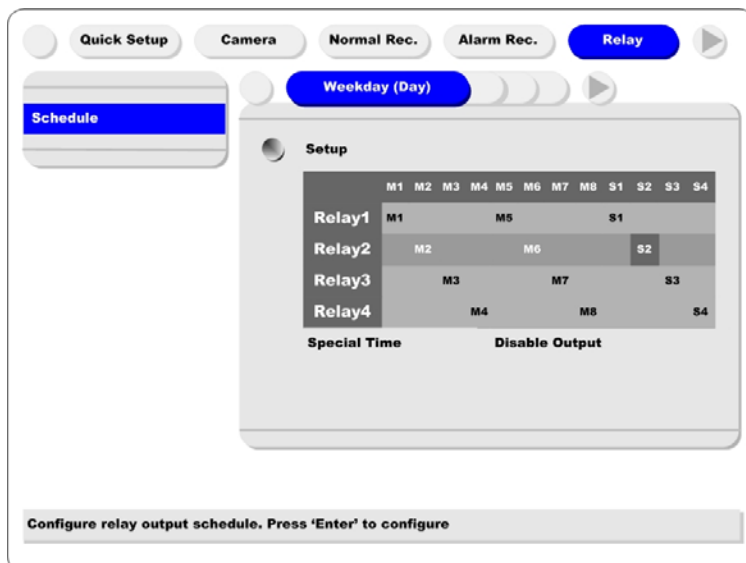 Quick Setup Camera Normal Rec. Alarm Rec. Relay
Weekday (Day)
Schedule
Setup
M1 M2 M3 M4 M5 M6 M7 M8 S1 S2 S3 S4
Relay1 M1 M5 S1
Relay2 M2 M6 S2
Relay3 M3 M7 S3
Relay4 M4 M8 S4
Special Time Disable Output
Configure relay output schedule. Press ‘Enter’ to configure